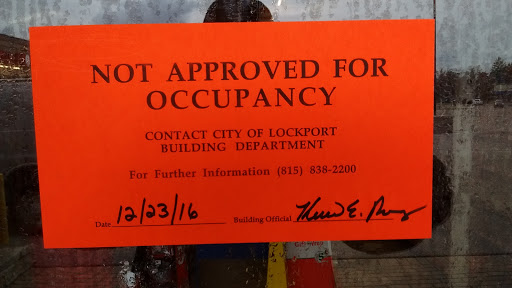 NOT APPROVED FOR
OCCUPANCY
CONTACT CITY OF LOCKPORT
BUILDING DEPARTMENT
For Further Information (815) 838-2200
Date 12/23/16 Building Official